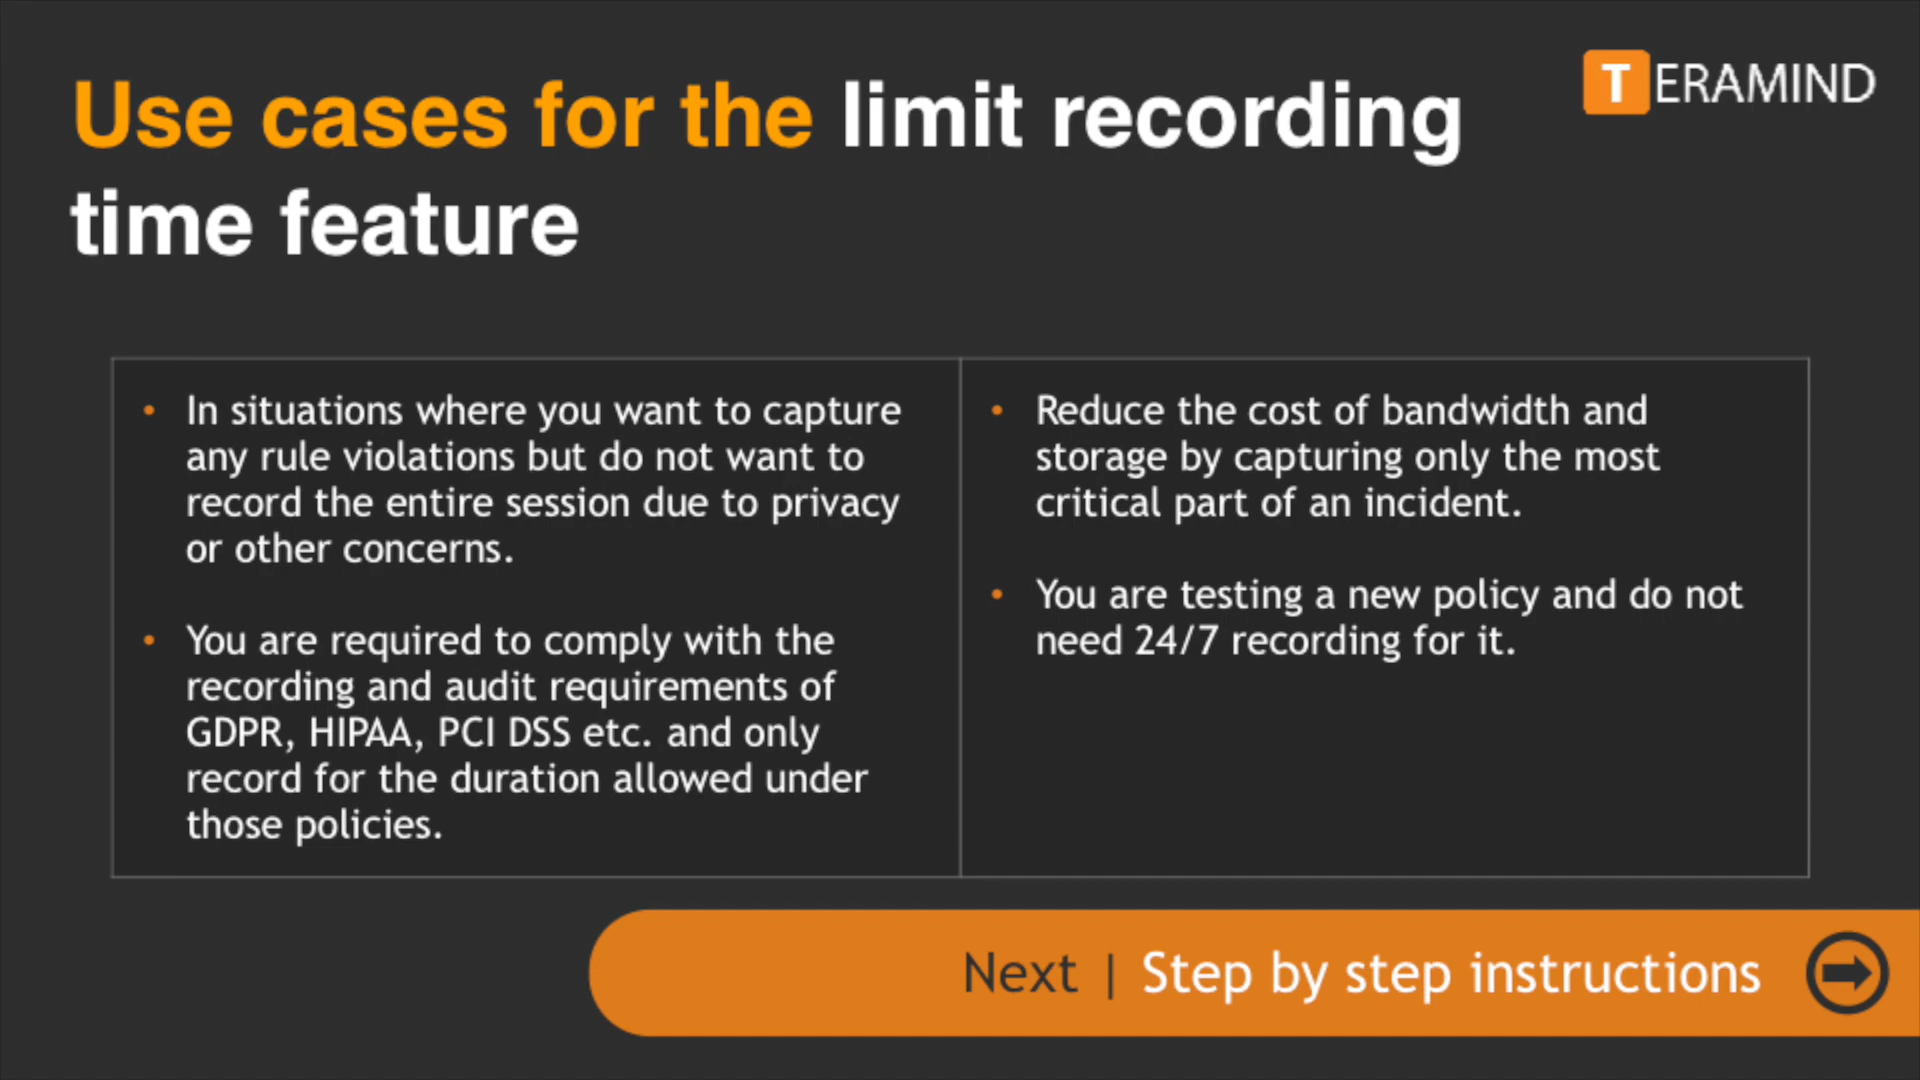 Use cases for the limit recording
time feature
TERAMIND
• In situations where you want to capture
any rule violations but do not want to
record the entire session due to privacy
or other concerns.
• You are required to comply with the
recording and audit requirements of
GDPR, HIPAA, PCI DSS etc. and only
record for the duration allowed under
those policies.
• Reduce the cost of bandwidth and
storage by capturing only the most
critical part of an incident.
• You are testing a new policy and do not
need 24/7 recording for it.
Next | Step by step instructions